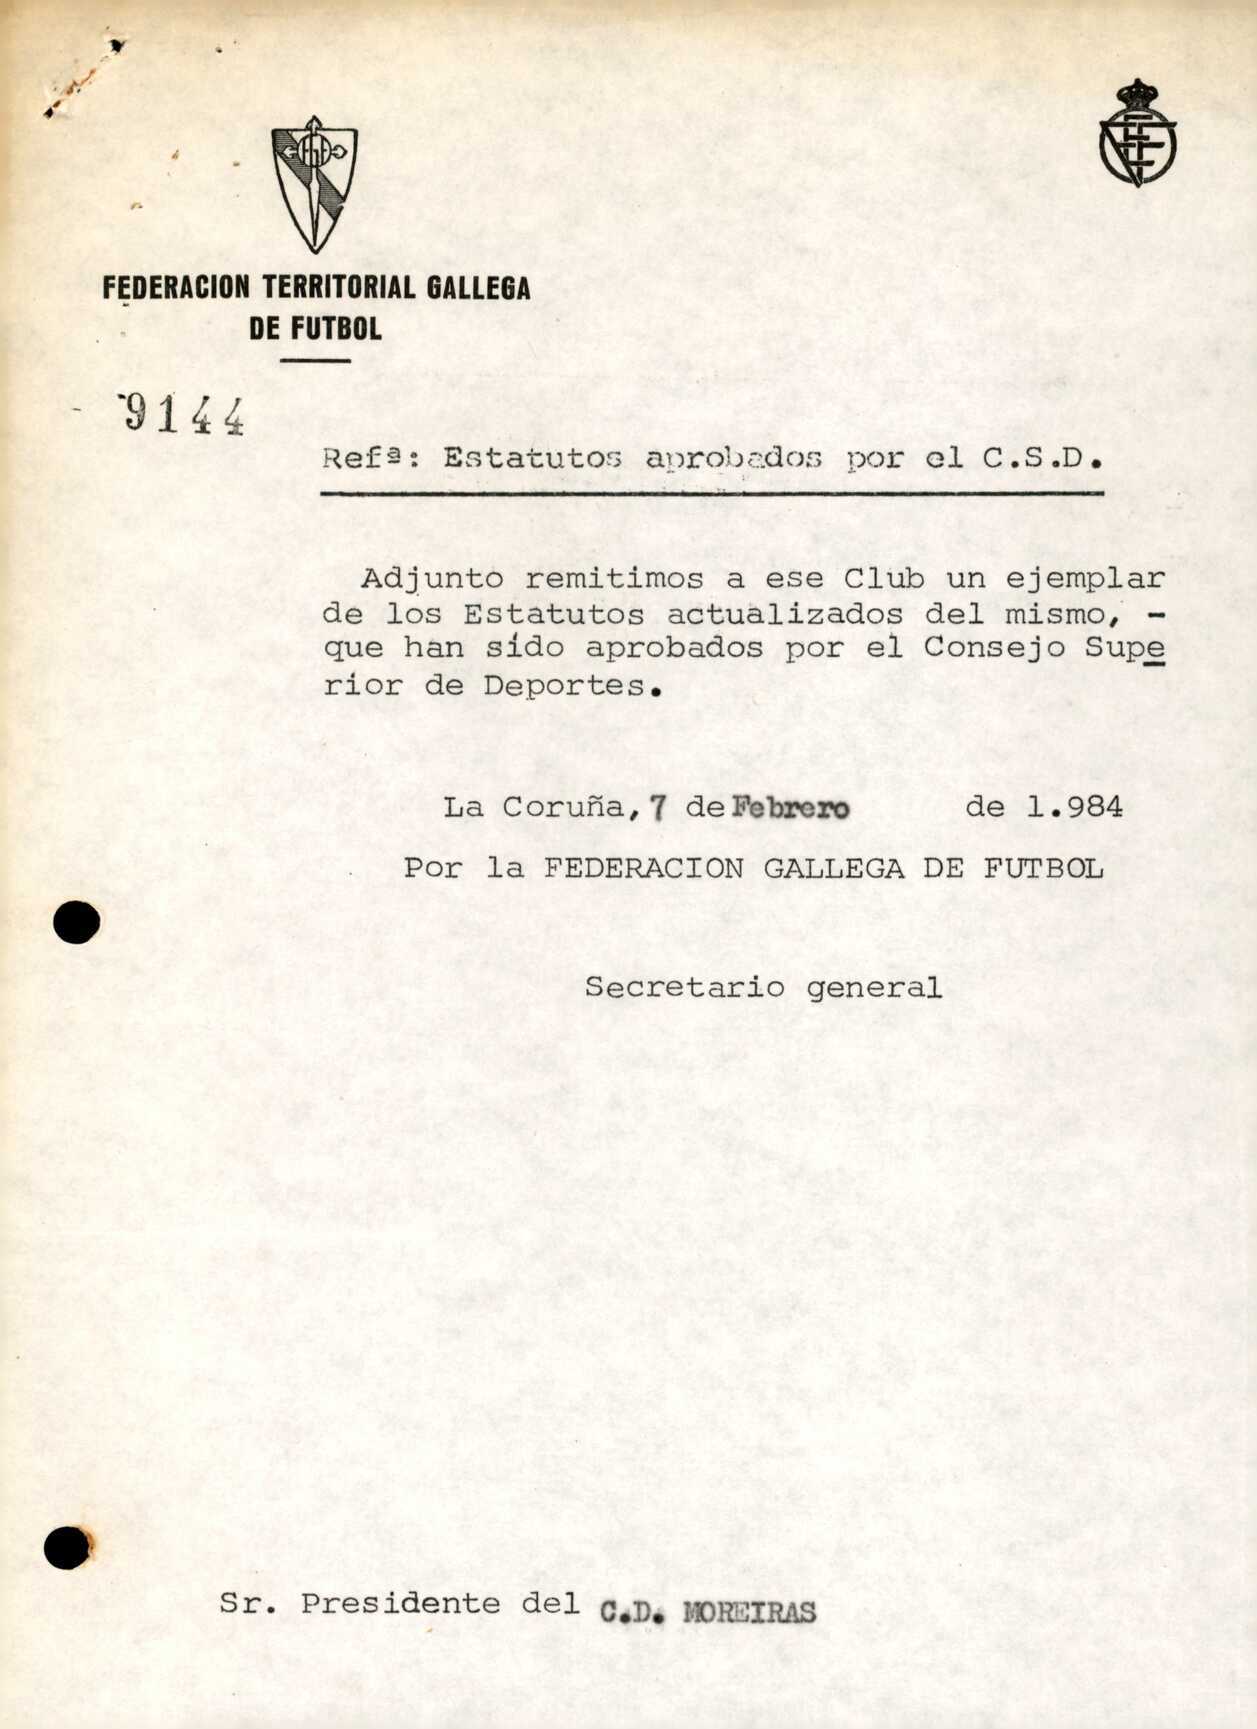 FGF
FEDERACION TERRITORIAL GALLEGA
DE FUTBOL
9144
Refª: Estatutos aprobados por el C.S.D.
Adjunto remitimos a ese Club un ejemplar
de los Estatutos actualizados del mismo, -
que han sido aprobados por el Consejo Supe
rior de Deportes.
La Coruña, 7 de Febrero de 1.984
Por la FEDERACION GALLEGA DE FUTBOL
Secretario general
Sr. Presidente del C.D. MOREIRAS